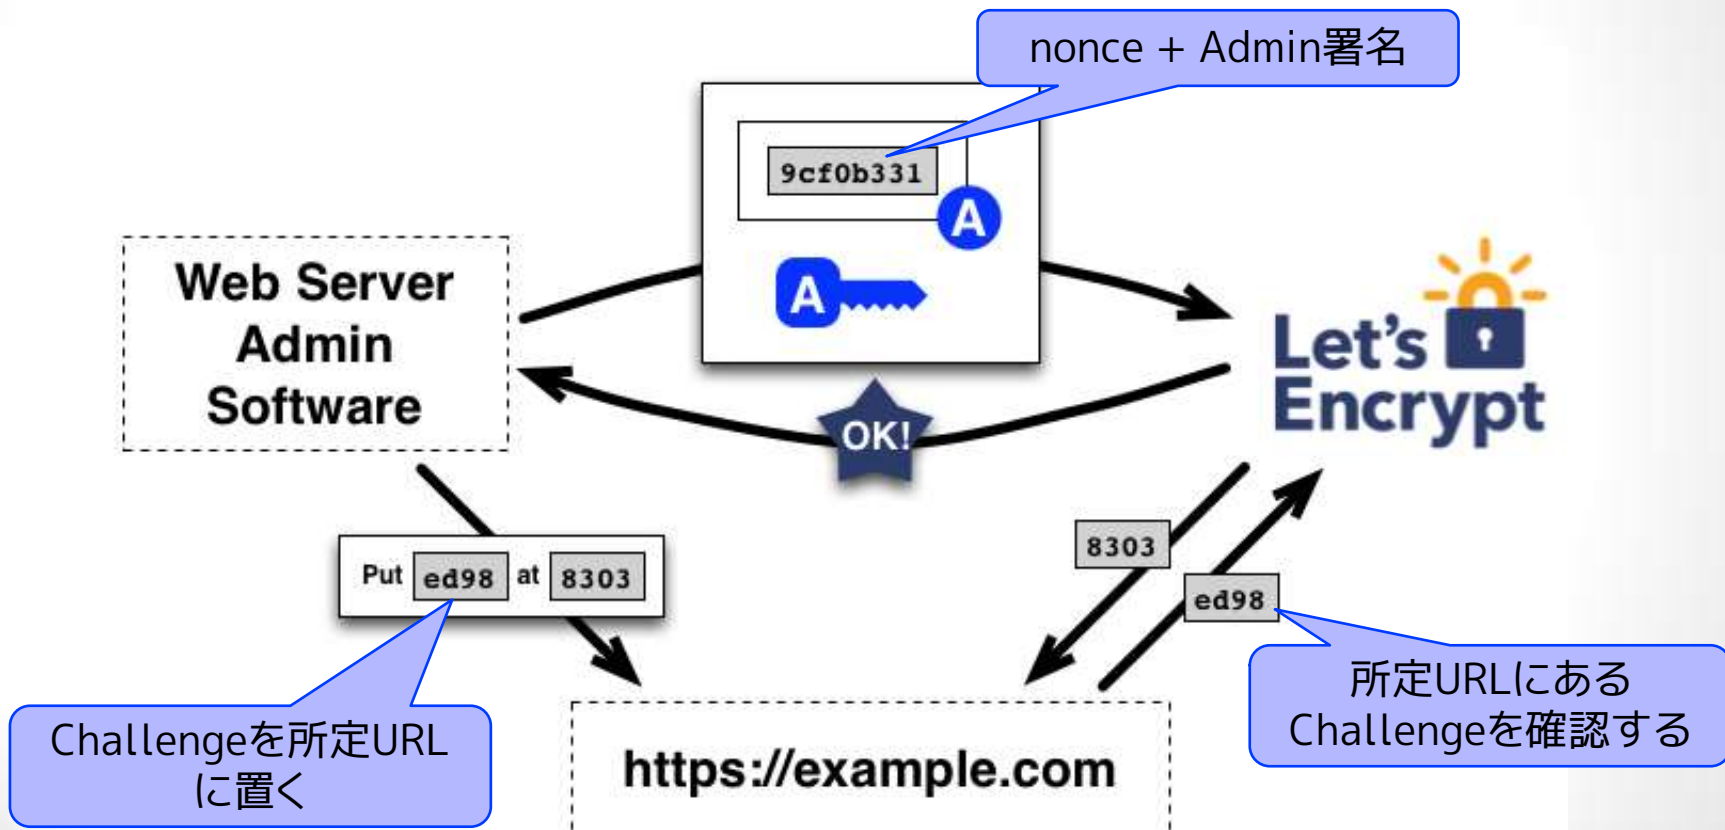 nonce + Admin署名
9cf0b331
A
A
Web Server
Admin
Software
Let's
Encrypt
OK!
Put ed98 at 8303
8303
ed98
Challengeを所定URL
に置く
所定URLにある
Challengeを確認する
https://example.com